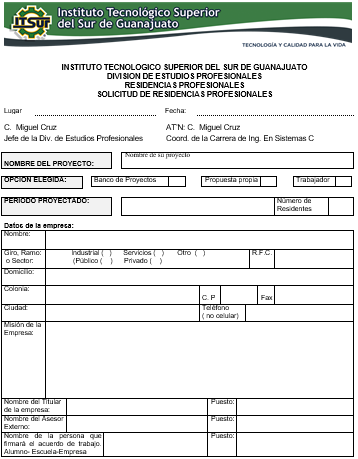 ITSUR
Instituto Tecnológico Superior
del Sur de Guanajuato
TECNOLOGÍA Y CALIDAD PARA LA VIDA
INSTITUTO TECNOLOGICO SUPERIOR DEL SUR DE GUANAJUATO
DIVISION DE ESTUDIOS PROFESIONALES
RESIDENCIAS PROFESIONALES
SOLICITUD DE RESIDENCIAS PROFESIONALES
Lugar Fecha:
C. Miguel Cruz AT'N: C. Miguel Cruz
Jefe de la Div. de Estudios Profesionales Coord. de la Carrera de Ing. En Sistemas C
NOMBRE DEL PROYECTO: Nombre de su proyecto
OPCION ELEGIDA: Banco de Proyectos Propuesta propia Trabajador
PERIODO PROYECTADO: Número de
Residentes
Datos de la empresa:
Nombre:
Giro, Ramo: Industrial ( ) Servicios ( ) Otro ( ) R.F.C.
o Sector: (Público ( ) Privado ( )
Domicilio:
Colonia: C. P Fax
Ciudad: Teléfono
( no celular)
Misión de la
Empresa:
Nombre del Titular Puesto:
de la empresa:
Nombre del Asesor Puesto:
Externo:
Nombre de la persona que Puesto:
firmará el acuerdo de trabajo.
Alumno- Escuela-Empresa